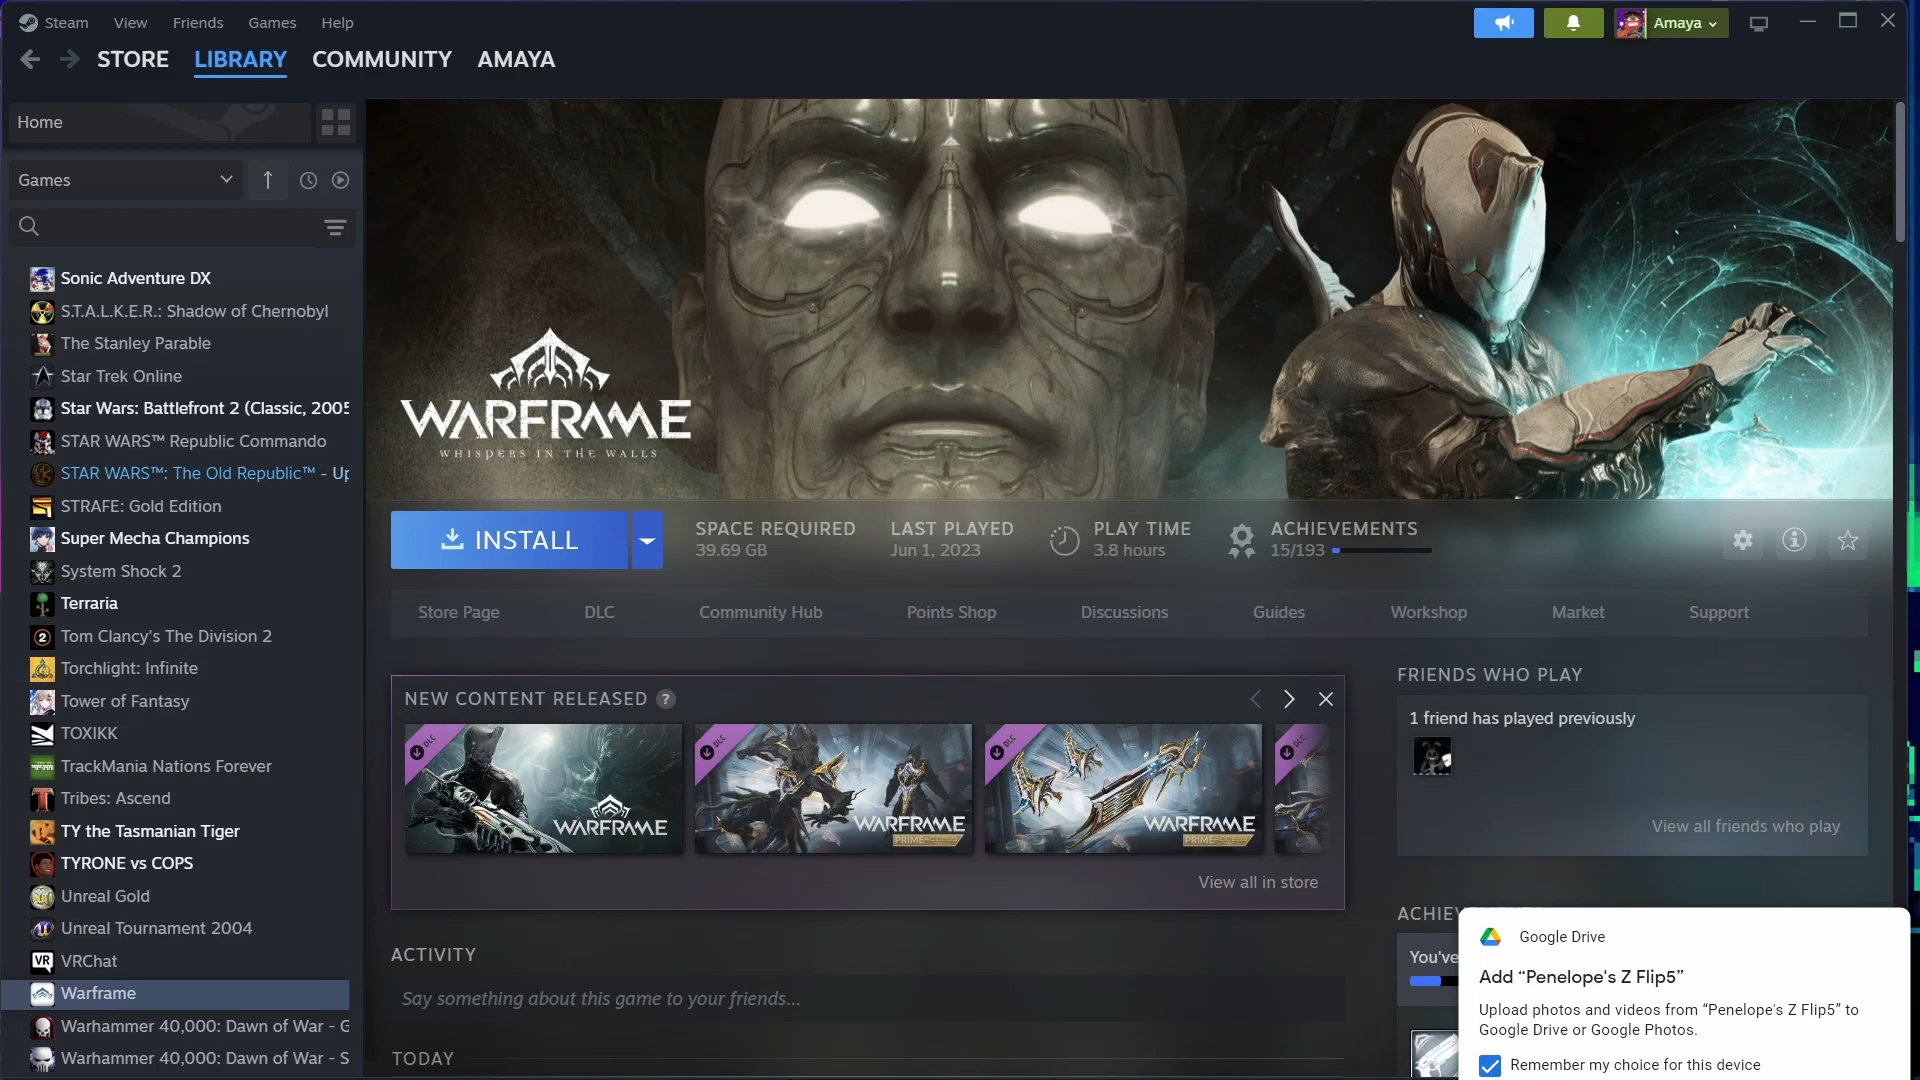 Steam View Friends Games Help
Amaya
STORE LIBRARY COMMUNITY AMAYA
Home
Games
Sonic Adventure DX
S.T.A.L.K.E.R.: Shadow of Chernobyl
The Stanley Parable
Star Trek Online
Star Wars: Battlefront 2 (Classic, 2005
STAR WARS™ Republic Commando
STAR WARS™: The Old Republic™ - Up
STRAFE: Gold Edition
Super Mecha Champions
System Shock 2
Terraria
Tom Clancy's The Division 2
Torchlight: Infinite
Tower of Fantasy
TOXIKK
TrackMania Nations Forever
Tribes: Ascend
TY the Tasmanian Tiger
TYRONE vs COPS
Unreal Gold
Unreal Tournament 2004
VR VRChat
Warframe
Warhammer 40,000: Dawn of War - G
Warhammer 40,000: Dawn of War - S
WARFRAME
WHISPERS IN THE WALLS
INSTALL
SPACE REQUIRED
39.69 GB
LAST PLAYED
Jun 1, 2023
PLAY TIME
3.8 hours
ACHIEVEMENTS
15/193
Store Page DLC Community Hub Points Shop Discussions Guides Workshop Market Support
NEW CONTENT RELEASED ?
DLC
WARFRAME
DLC
WARFRAME
PRIME ACCESS
DLC
WARFRAME
PRIME ACCESS
DLC
View all in store
ACTIVITY
Say something about this game to your friends...
TODAY
FRIENDS WHO PLAY
1 friend has played previously
View all friends who play
ACHIE
You've
Google Drive
Add “Penelope's Z Flip5”
Upload photos and videos from “Penelope's Z Flip5” to
Google Drive or Google Photos.
Remember my choice for this device